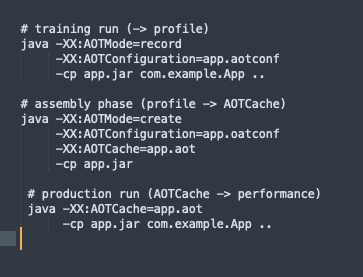 # training run (-> profile)
java -XX:AOTMode=record
-XX:AOTConfiguration=app.aotconf
-cp app.jar com.example.App ..
# assembly phase (profile -> AOTCache)
java -XX:AOTMode=create
-XX:AOTConfiguration=app.oatconf
-XX:AOTCache=app.aot
-cp app.jar
# production run (AOTCache -> performance)
java -XX:AOTCache=app.aot
-cp app.jar com.example.App ..